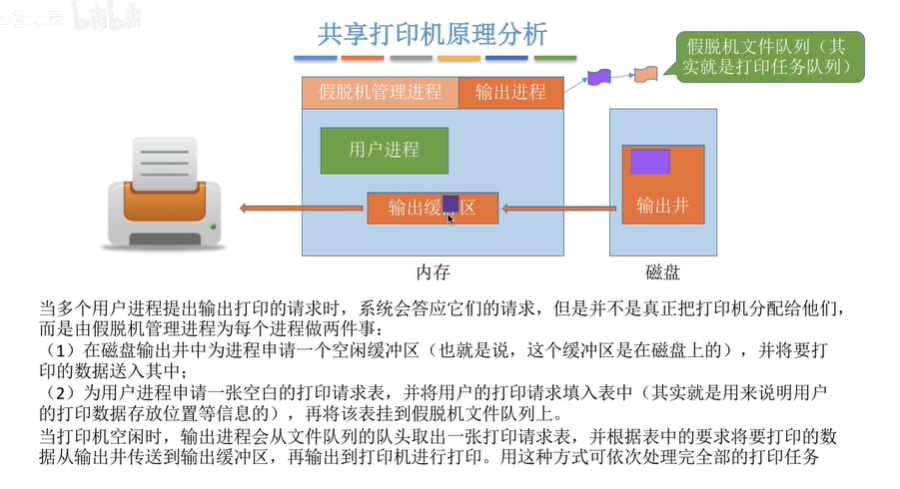 bilibili
共享打印机原理分析
假脱机文件队列（其
实就是打印任务队列）
假脱机管理进程
输出进程
用户进程
输出缓冲区
输出井
内存
磁盘
当多个用户进程提出输出打印的请求时，系统会答应它们的请求，但是并不是真正把打印机分配给他们，
而是由假脱机管理进程为每个进程做两件事：
（1）在磁盘输出井中为进程申请一个空闲缓冲区（也就是说，这个缓冲区是在磁盘上的），并将要打
印的数据送入其中；
（2）为用户进程申请一张空白的打印请求表，并将用户的打印请求填入表中（其实就是用来说明用户
的打印数据存放位置等信息的），再将该表挂到假脱机文件队列上。
当打印机空闲时，输出进程会从文件队列的队头取出一张打印请求表，并根据表中的要求将要打印的数
据从输出井传送到输出缓冲区，再输出到打印机进行打印。用这种方式可依次处理完全部的打印任务